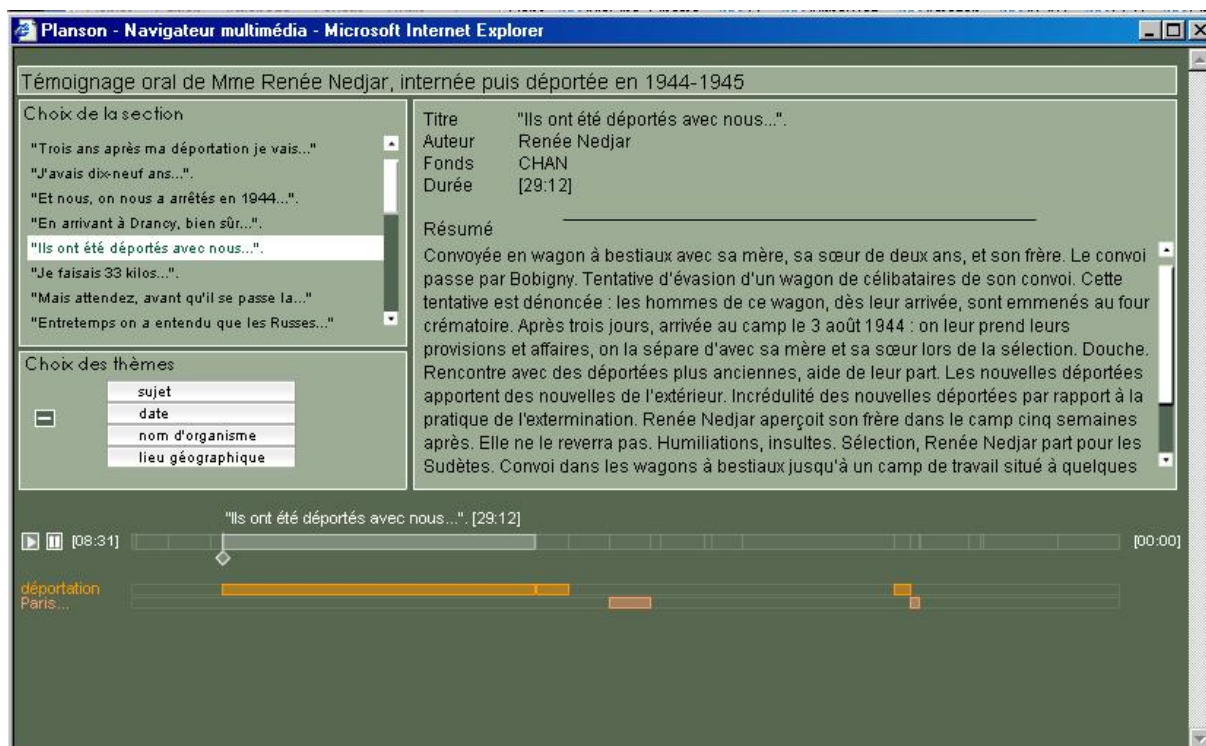 Planson - Navigateur multimédia - Microsoft Internet Explorer
Témoignage oral de Mme Renée Nedjar, internée puis déportée en 1944-1945
Choix de la section
"Trois ans après ma déportation je vais..."
"J'avais dix-neuf ans...".
"Et nous, on nous a arrêtés en 1944...".
"En arrivant à Drancy, bien sûr...".
"Ils ont été déportés avec nous...".
"Je faisais 33 kilos...".
"Mais attendez, avant qu'il se passe la..."
"Entretemps on a entendu que les Russes..."
Choix des thèmes
sujet
date
nom d'organisme
lieu géographique
Titre "Ils ont été déportés avec nous...".
Auteur Renée Nedjar
Fonds CHAN
Durée [29:12]
Résumé
Convoyée en wagon à bestiaux avec sa mère, sa sœur de deux ans, et son frère. Le convoi
passe par Bobigny. Tentative d'évasion d'un wagon de célibataires de son convoi. Cette
tentative est dénoncée : les hommes de ce wagon, dès leur arrivée, sont emmenés au four
crématoire. Après trois jours, arrivée au camp le 3 août 1944 : on leur prend leurs
provisions et affaires, on la sépare d'avec sa mère et sa sœur lors de la sélection. Douche.
Rencontre avec des déportées plus anciennes, aide de leur part. Les nouvelles déportées
apportent des nouvelles de l'extérieur. Incrédulité des nouvelles déportées par rapport à la
pratique de l'extermination. Renée Nedjar aperçoit son frère dans le camp cinq semaines
après. Elle ne le reverra pas. Humiliations, insultes. Sélection, Renée Nedjar part pour les
Sudètes. Convoi dans les wagons à bestiaux jusqu'à un camp de travail situé à quelques
"Ils ont été déportés avec nous...". [29:12]
[08:31] [00:00]
déportation
Paris...